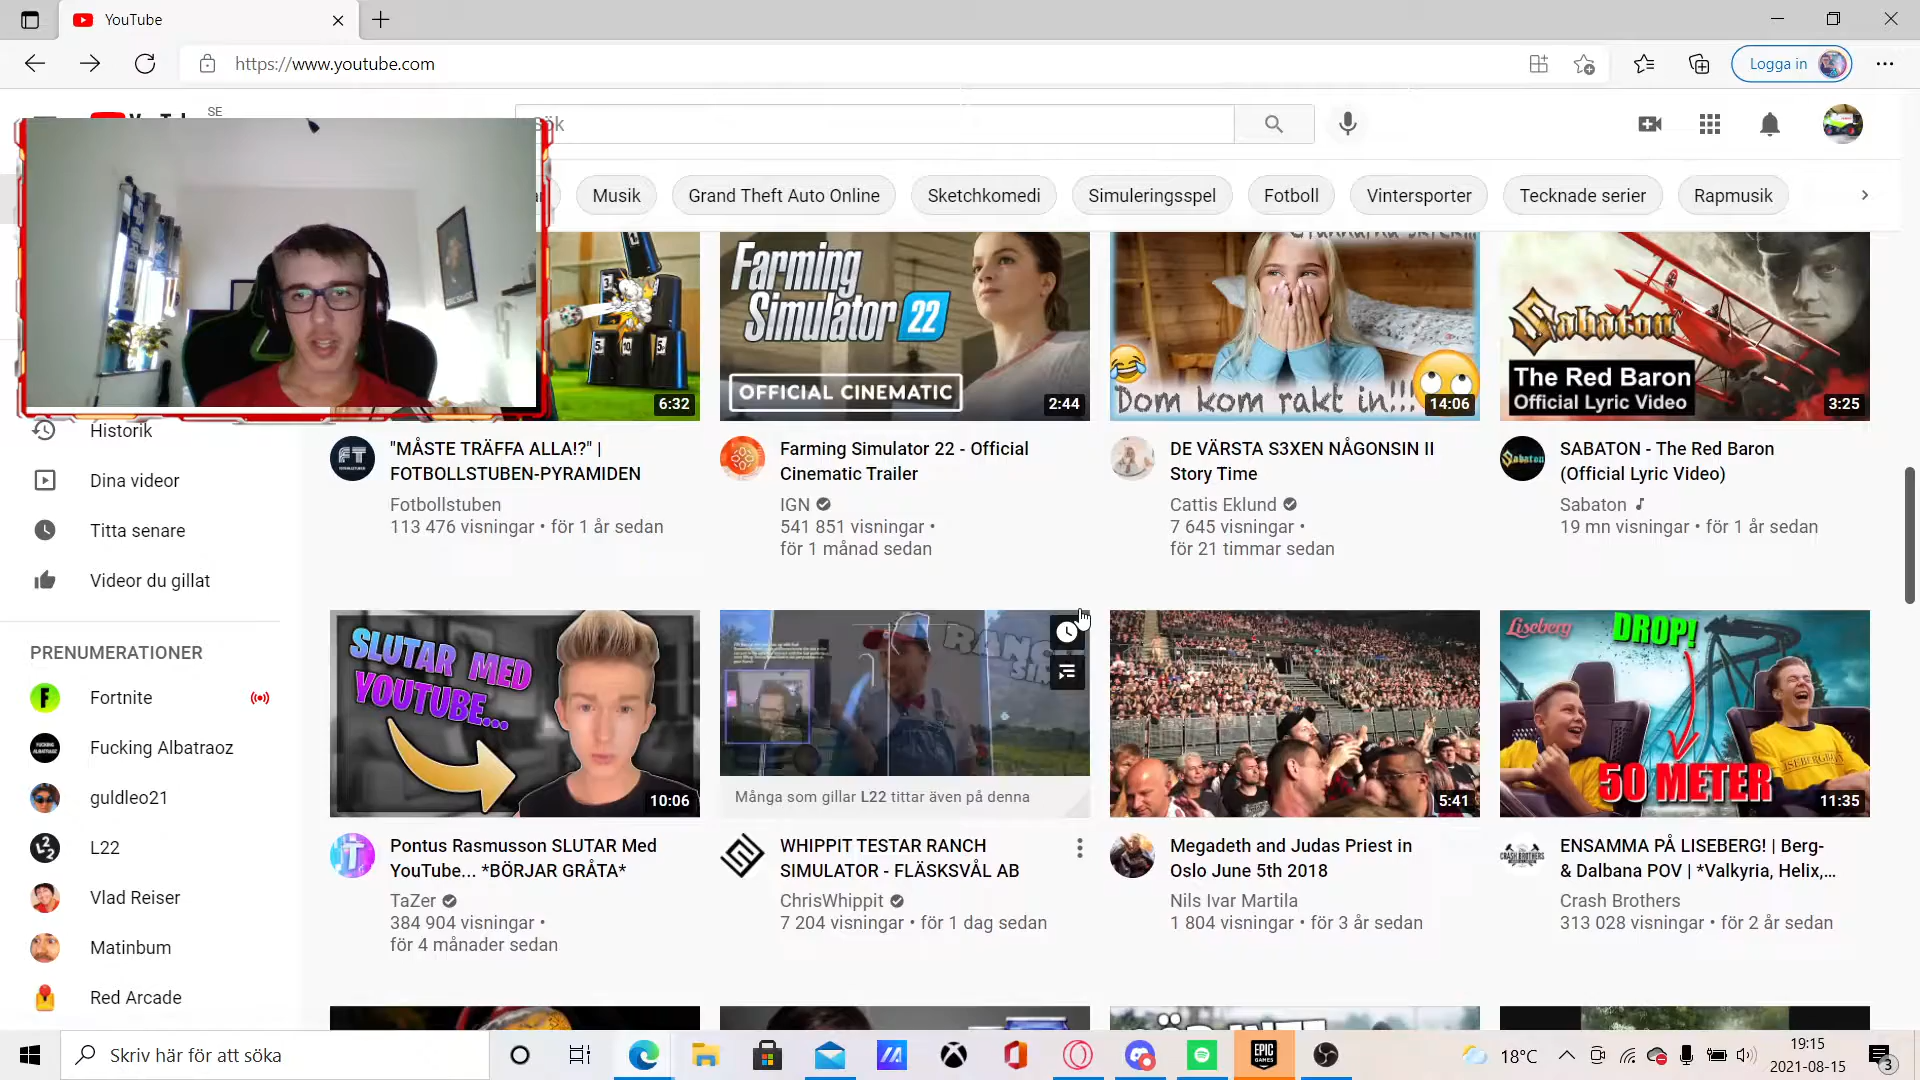 YouTube
https://www.youtube.com
Logga in
SE
Sök
Musik
Grand Theft Auto Online
Sketchkomedi
Simuleringsspel
Fotboll
Vintersporter
Tecknade serier
Rapmusik
6:32
Farming
Simulator 22
OFFICIAL CINEMATIC
2:44
Dom kom rakt in!!!
14:06
Sabaton
The Red Baron
Official Lyric Video
3:25
Historik
Dina videor
Titta senare
Videor du gillat
PRENUMERATIONER
Fortnite
Fucking Albatraoz
guldleo21
L22
Vlad Reiser
Matinbum
Red Arcade
"MÅSTE TRÄFFA ALLA!?" |
FOTBOLLSTUBEN-PYRAMIDEN
Fotbollstuben
113 476 visningar • för 1 år sedan
Farming Simulator 22 - Official
Cinematic Trailer
IGN
541 851 visningar •
för 1 månad sedan
DE VÄRSTA S3XEN NÅGONSIN II
Story Time
Cattis Eklund
7 645 visningar •
för 21 timmar sedan
SABATON - The Red Baron
(Official Lyric Video)
Sabaton
19 mn visningar • för 1 år sedan
SLUTAR MED
YOUTUBE...
10:06
Många som gillar L22 tittar även på denna
5:41
Liseberg
DROP!
50 METER
11:35
Pontus Rasmusson SLUTAR Med
YouTube... *BÖRJAR GRÅTA*
TaZer
384 904 visningar •
för 4 månader sedan
WHIPPIT TESTAR RANCH
SIMULATOR - FLÄSKSVÅL AB
ChrisWhippit
7 204 visningar • för 1 dag sedan
Megadeth and Judas Priest in
Oslo June 5th 2018
Nils Ivar Martila
1 804 visningar • för 3 år sedan
ENSAMMA PÅ LISEBERG! | Berg-
& Dalbana POV | *Valkyria, Helix,...
Crash Brothers
313 028 visningar • för 2 år sedan
Skriv här för att söka
EPIC
GAMES
18°C
19:15
2021-08-15
3